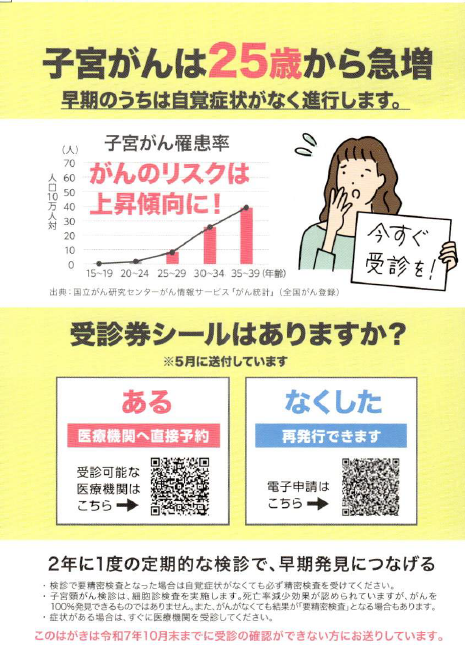 子宮がんは25歳から急増
早期のうちは自覚症状がなく進行します。
子宮がん罹患率
(人)
人口10万人対
70
60
50
40
30
20
10
0
がんのリスクは
上昇傾向に!
15~19 20~24 25~29 30~34 35~39 (年齢)
今すぐ
受診を!
出典:国立がん研究センターがん情報サービス「がん統計」(全国がん登録)
受診券シールはありますか?
※5月に送付しています
ある
医療機関へ直接予約
受診可能な
医療機関は
こちら➡
なくした
再発行できます
電子申請は
こちら➡
2年に1度の定期的な検診で、早期発見につなげる
・検診で要精密検査となった場合は自覚症状がなくても必ず精密検査を受けてください。
・子宮頸がん検診は、細胞診検査を実施します。死亡率減少効果が認められていますが、がんを
100%発見できるものではありません。また、がんがなくても結果が「要精密検査」となる場合もあります。
・症状がある場合は、すぐに医療機関を受診してください。
このはがきは令和7年10月末までに受診の確認ができない方にお送りしています。